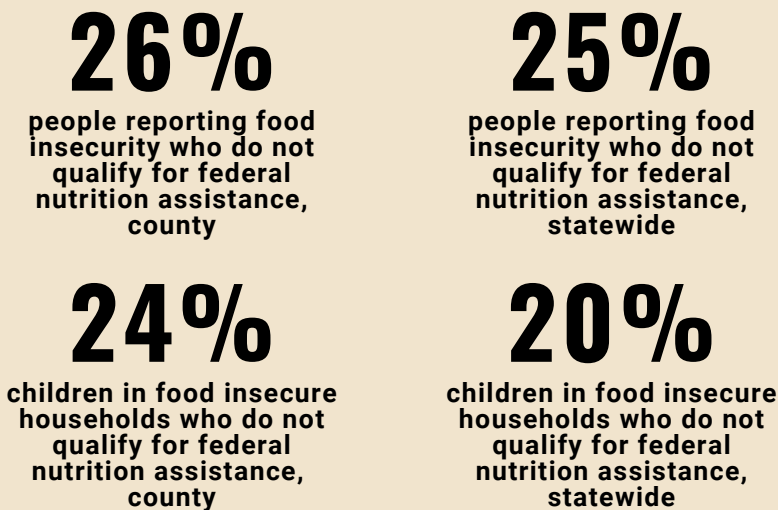 26%
people reporting food
insecurity who do not
qualify for federal
nutrition assistance,
county
25%
people reporting food
insecurity who do not
qualify for federal
nutrition assistance,
statewide
24%
children in food insecure
households who do not
qualify for federal
nutrition assistance,
county
20%
children in food insecure
households who do not
qualify for federal
nutrition assistance,
statewide